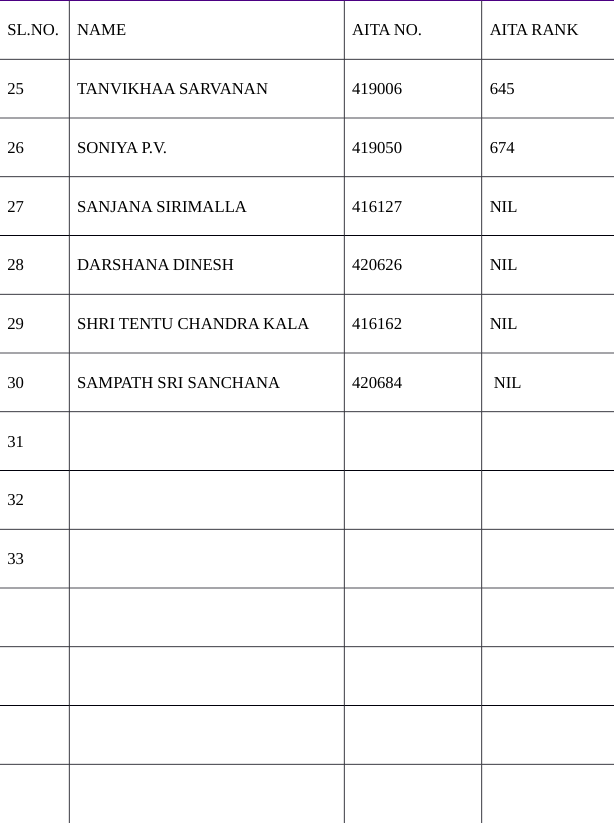 SL.NO. NAME AITA NO. AITA RANK
25 TANVIKHAA SARVANAN 419006 645
26 SONIYA P.V. 419050 674
27 SANJANA SIRIMALLA 416127 NIL
28 DARSHANA DINESH 420626 NIL
29 SHRI TENTU CHANDRA KALA 416162 NIL
30 SAMPATH SRI SANCHANA 420684 NIL
31
32
33